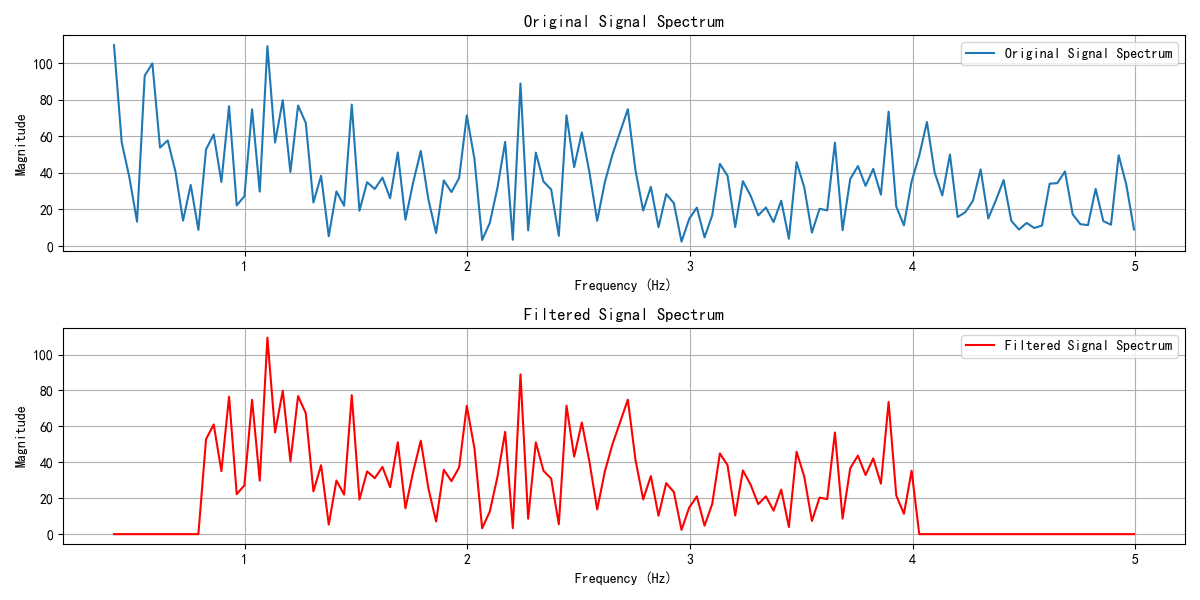 Original Signal Spectrum
Original Signal Spectrum
Magnitude
100
80
60
40
20
0
1
2
3
4
5
Frequency (Hz)
Filtered Signal Spectrum
Filtered Signal Spectrum
Magnitude
100
80
60
40
20
0
1
2
3
4
5
Frequency (Hz)